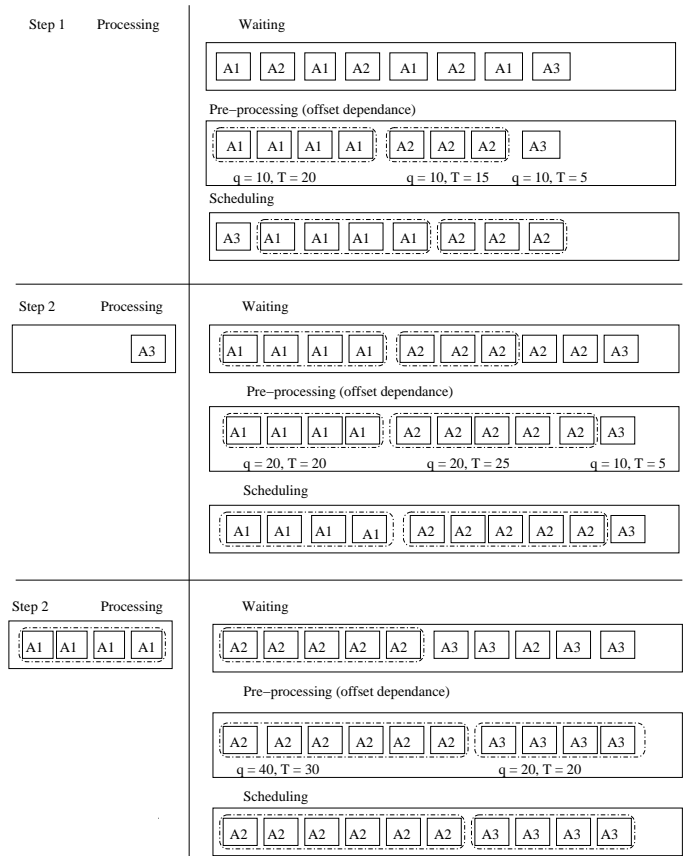 Step 1 Processing Waiting
A1 A2 A1 A2 A1 A2 A1 A3
Pre−processing (offset dependance)
A1 A1 A1 A1 A2 A2 A2 A3
q = 10, T = 20 q = 10, T = 15 q = 10, T = 5
Scheduling
A3 A1 A1 A1 A1 A2 A2 A2
Step 2 Processing Waiting
A3 A1 A1 A1 A1 A2 A2 A2 A2 A2 A3
Pre−processing (offset dependance)
A1 A1 A1 A1 A2 A2 A2 A2 A2 A3
q = 20, T = 20 q = 20, T = 25 q = 10, T = 5
Scheduling
A1 A1 A1 A1 A2 A2 A2 A2 A2 A3
Step 2 Processing Waiting
A1 A1 A1 A1 A2 A2 A2 A2 A2 A3 A3 A2 A3 A3
Pre−processing (offset dependance)
A2 A2 A2 A2 A2 A2 A3 A3 A3 A3
q = 40, T = 30 q = 20, T = 20
Scheduling
A2 A2 A2 A2 A2 A2 A3 A3 A3 A3